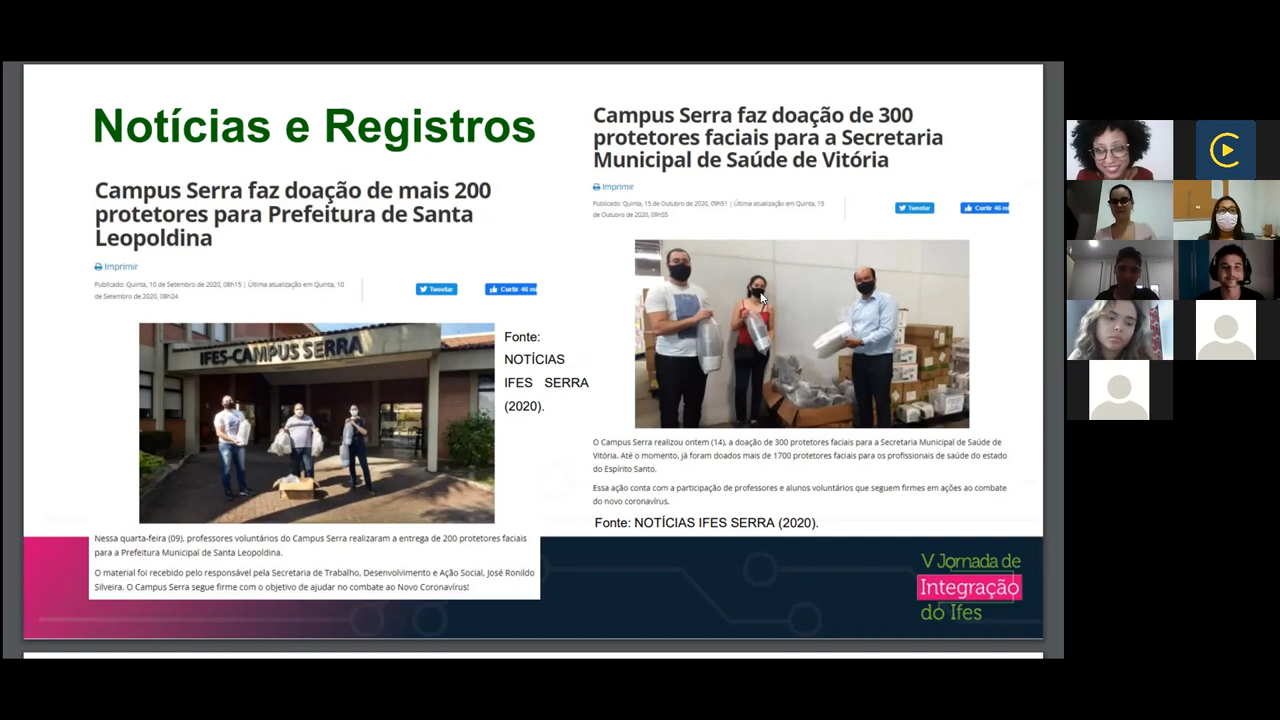 Notícias e Registros
Campus Serra faz doação de mais 200
protetores para Prefeitura de Santa
Leopoldina
Imprimir
Publicado: Quinta, 10 de Setembro de 2020, 08h15 | Última atualização em Quinta, 10
de Setembro de 2020, 08h24
Tweetar
Curtir 46 mi
IFES-CAMPUS SERRA
Fonte:
NOTÍCIAS
IFES SERRA
(2020).
Nessa quarta-feira (09), professores voluntários do Campus Serra realizaram a entrega de 200 protetores faciais
para a Prefeitura Municipal de Santa Leopoldina.
O material foi recebido pelo responsável pela Secretaria de Trabalho, Desenvolvimento e Ação Social, José Ronildo
Silveira. O Campus Serra segue firme com o objetivo de ajudar no combate ao Novo Coronavírus!
Campus Serra faz doação de 300
protetores faciais para a Secretaria
Municipal de Saúde de Vitória
Imprimir
Publicado: Quinta, 15 de Outubro de 2020, 09h51 | Última atualização em Quinta, 15
de Outubro de 2020, 09h55
Tweetar
Curtir 46 mi
O Campus Serra realizou ontem (14), a doação de 300 protetores faciais para a Secretaria Municipal de Saúde de
Vitória. Até o momento, já foram doados mais de 1700 protetores faciais para os profissionais de saúde do estado
do Espírito Santo.
Essa ação conta com a participação de professores e alunos voluntários que seguem firmes em ações ao combate
do novo coronavírus.
Fonte: NOTÍCIAS IFES SERRA (2020).
V Jornada de
Integração
do Ifes